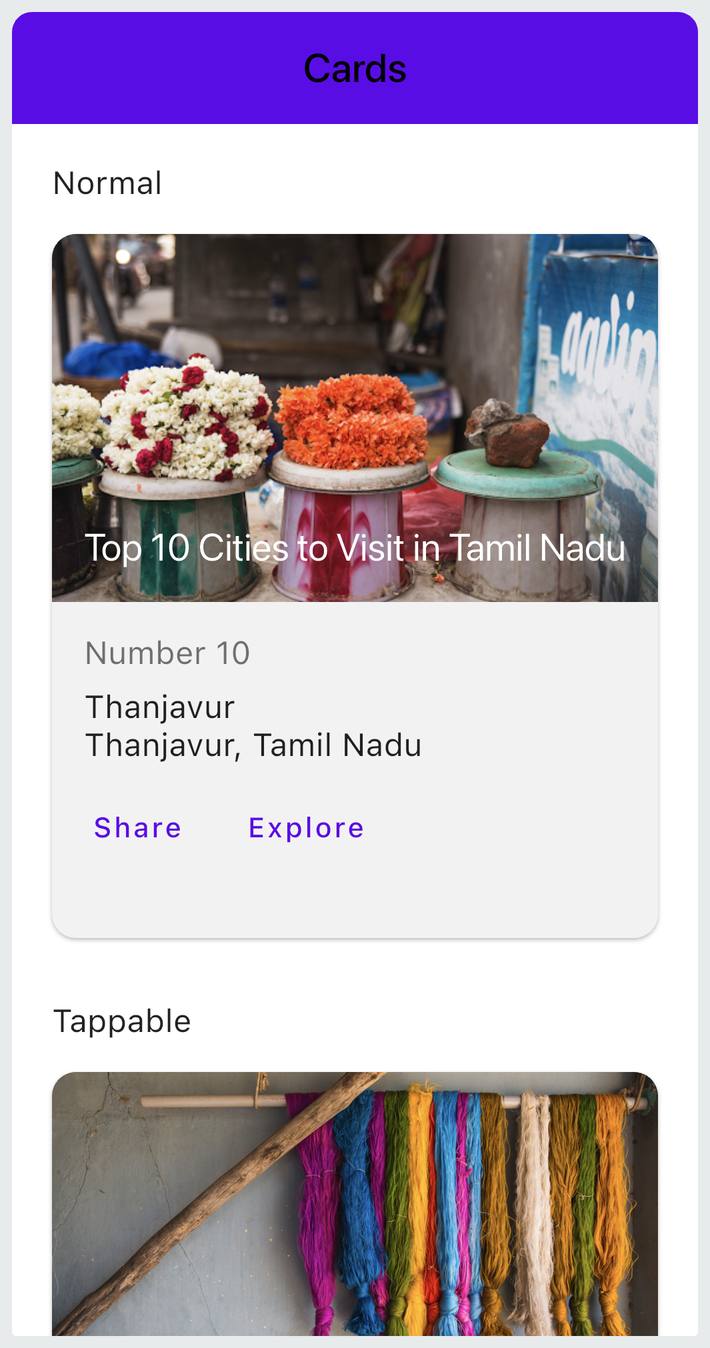 Cards
Normal
Top 10 Cities to Visit in Tamil Nadu
Number 10
Thanjavur
Thanjavur, Tamil Nadu
Share
Explore
Tappable